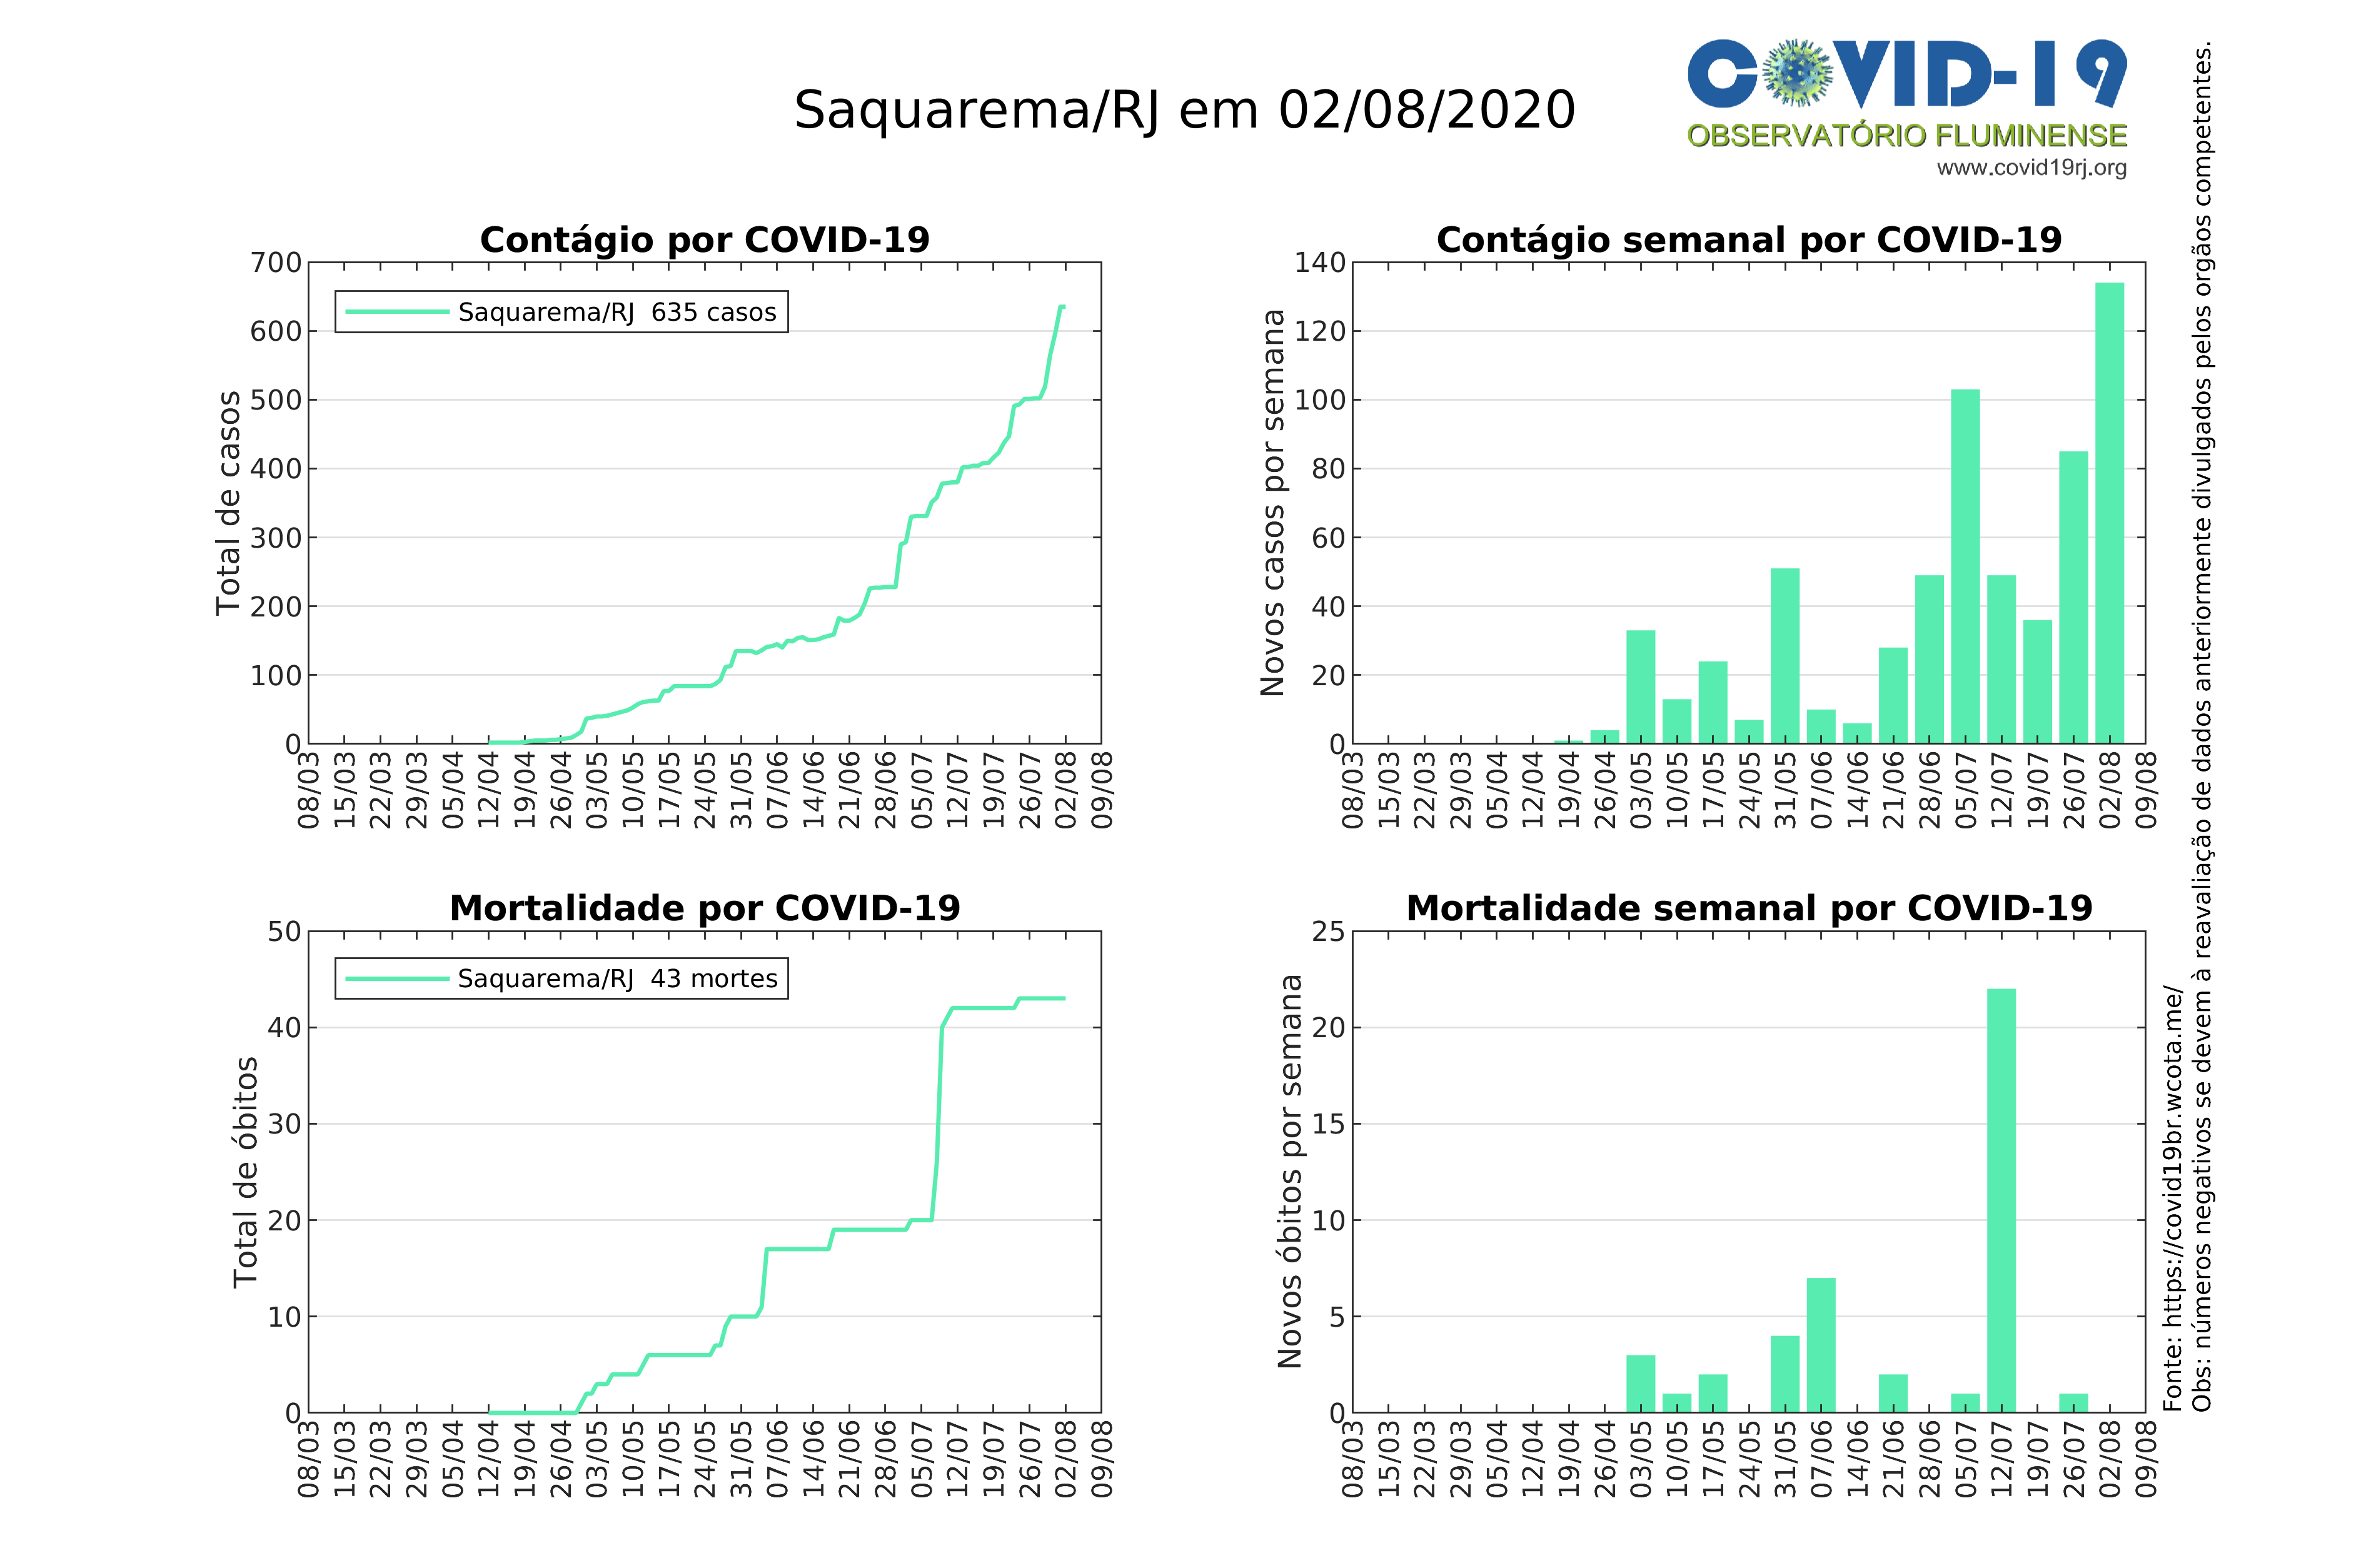 Saquarema/RJ em 02/08/2020
COVID-19
OBSERVATÓRIO FLUMINENSE
www.covid19rj.org
Contágio por COVID-19
Total de casos
700
600
500
400
300
200
100
0
Saquarema/RJ 635 casos
08/03 15/03 22/03 29/03 05/04 12/04 19/04 26/04 03/05 10/05 17/05 24/05 31/05 07/06 14/06 21/06 28/06 05/07 12/07 19/07 26/07 02/08 09/08
Contágio semanal por COVID-19
Novos casos por semana
140
120
100
80
60
40
20
0
08/03 15/03 22/03 29/03 05/04 12/04 19/04 26/04 03/05 10/05 17/05 24/05 31/05 07/06 14/06 21/06 28/06 05/07 12/07 19/07 26/07 02/08 09/08
Mortalidade por COVID-19
Total de óbitos
50
40
30
20
10
0
Saquarema/RJ 43 mortes
08/03 15/03 22/03 29/03 05/04 12/04 19/04 26/04 03/05 10/05 17/05 24/05 31/05 07/06 14/06 21/06 28/06 05/07 12/07 19/07 26/07 02/08 09/08
Mortalidade semanal por COVID-19
Novos óbitos por semana
25
20
15
10
5
0
08/03 15/03 22/03 29/03 05/04 12/04 19/04 26/04 03/05 10/05 17/05 24/05 31/05 07/06 14/06 21/06 28/06 05/07 12/07 19/07 26/07 02/08 09/08
Fonte: https://covid19br.wcota.me/
Obs: números negativos se devem à reavaliação de dados anteriormente divulgados pelos orgãos competentes.